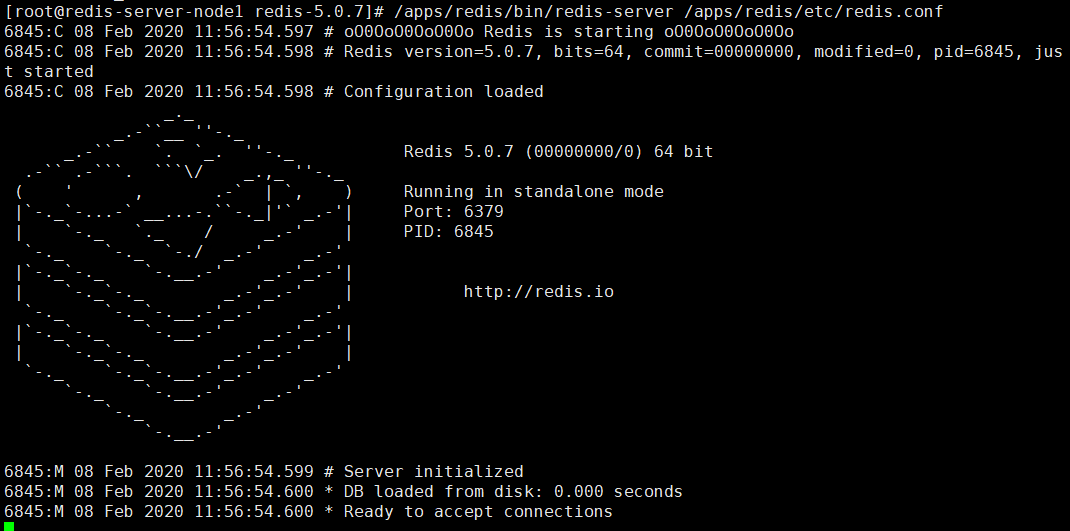 [root@redis-server-node1 redis-5.0.7]# /apps/redis/bin/redis-server /apps/redis/etc/redis.conf
6845:C 08 Feb 2020 11:56:54.597 # oO0OoO0OoO0Oo Redis is starting oO0OoO0OoO0Oo
6845:C 08 Feb 2020 11:56:54.598 # Redis version=5.0.7, bits=64, commit=00000000, modified=0, pid=6845, jus
t started
6845:C 08 Feb 2020 11:56:54.598 # Configuration loaded
Redis 5.0.7 (00000000/0) 64 bit
Running in standalone mode
Port: 6379
PID: 6845
http://redis.io
6845:M 08 Feb 2020 11:56:54.599 # Server initialized
6845:M 08 Feb 2020 11:56:54.600 * DB loaded from disk: 0.000 seconds
6845:M 08 Feb 2020 11:56:54.600 * Ready to accept connections